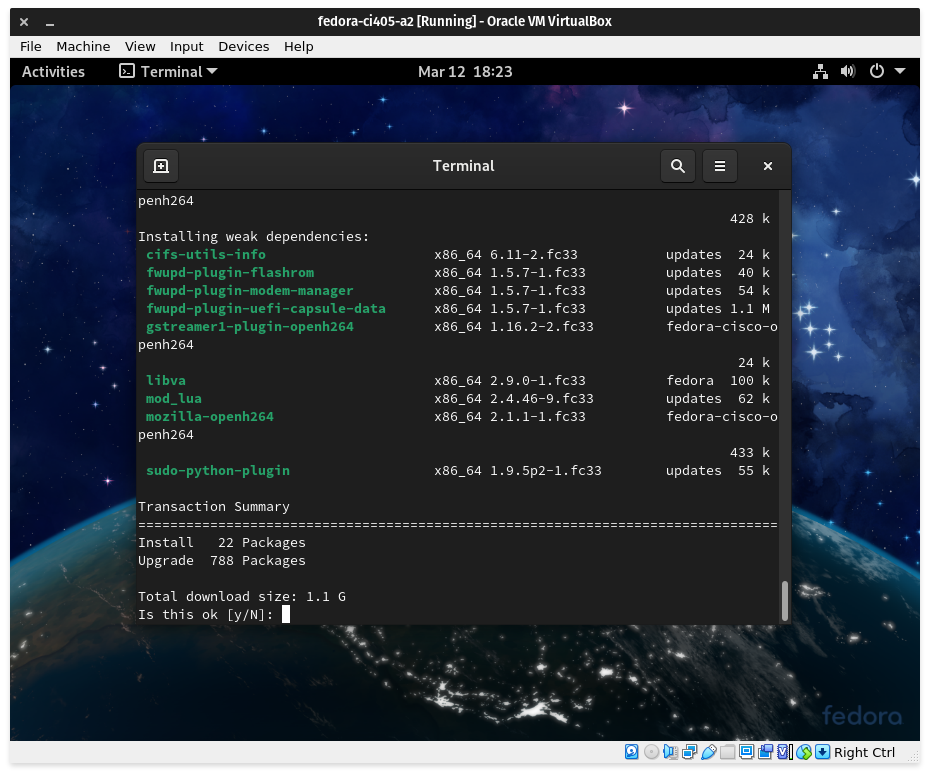 fedora-ci405-a2 [Running] - Oracle VM VirtualBox
File Machine View Input Devices Help
Activities Terminal Mar 12 18:23
Terminal
penh264
428 k
Installing weak dependencies:
cifs-utils-info x86_64 6.11-2.fc33 updates 24 k
fwupd-plugin-flashrom x86_64 1.5.7-1.fc33 updates 40 k
fwupd-plugin-modem-manager x86_64 1.5.7-1.fc33 updates 54 k
fwupd-plugin-uefi-capsule-data x86_64 1.5.7-1.fc33 updates 1.1 M
gstreamer1-plugin-openh264 x86_64 1.16.2-2.fc33 fedora-cisco-o
penh264
24 k
libva x86_64 2.9.0-1.fc33 fedora 100 k
mod_lua x86_64 2.4.46-9.fc33 updates 62 k
mozilla-openh264 x86_64 2.1.1-1.fc33 fedora-cisco-o
penh264
433 k
sudo-python-plugin x86_64 1.9.5p2-1.fc33 updates 55 k
Transaction Summary
================================================================================
Install 22 Packages
Upgrade 788 Packages
Total download size: 1.1 G
Is this ok [y/N]:
fedora
Right Ctrl